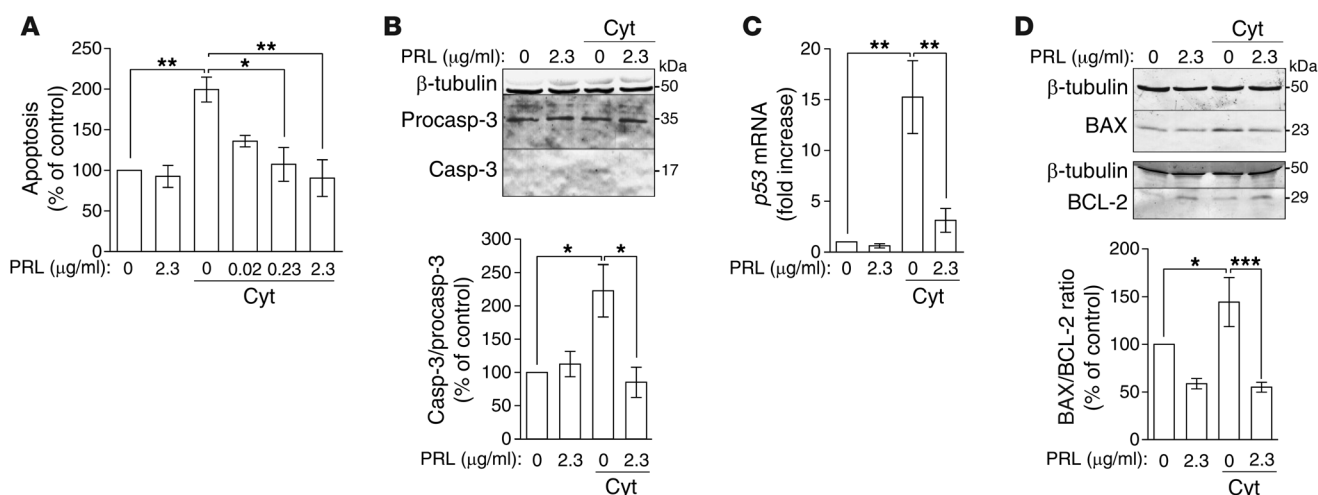 A
250
200
150
100
50
0
Apoptosis
(% of control)
** * **
PRL (μg/ml): 0 2.3 0 0.02 0.23 2.3
Cyt
B
Cyt
PRL (μg/ml): 0 2.3 0 2.3
kDa
β-tubulin -50
Procasp-3 -35
Casp-3 -17
300
250
200
150
100
50
0
Casp-3/procasp-3
(% of control)
* *
PRL (μg/ml): 0 2.3 0 2.3
Cyt
C
20
15
10
5
0
p53 mRNA
(fold increase)
** **
PRL (μg/ml): 0 2.3 0 2.3
Cyt
D
Cyt
PRL (μg/ml): 0 2.3 0 2.3
kDa
β-tubulin -50
BAX -23
β-tubulin -50
BCL-2 -29
200
150
100
50
0
BAX/BCL-2 ratio
(% of control)
* ***
PRL (μg/ml): 0 2.3 0 2.3
Cyt